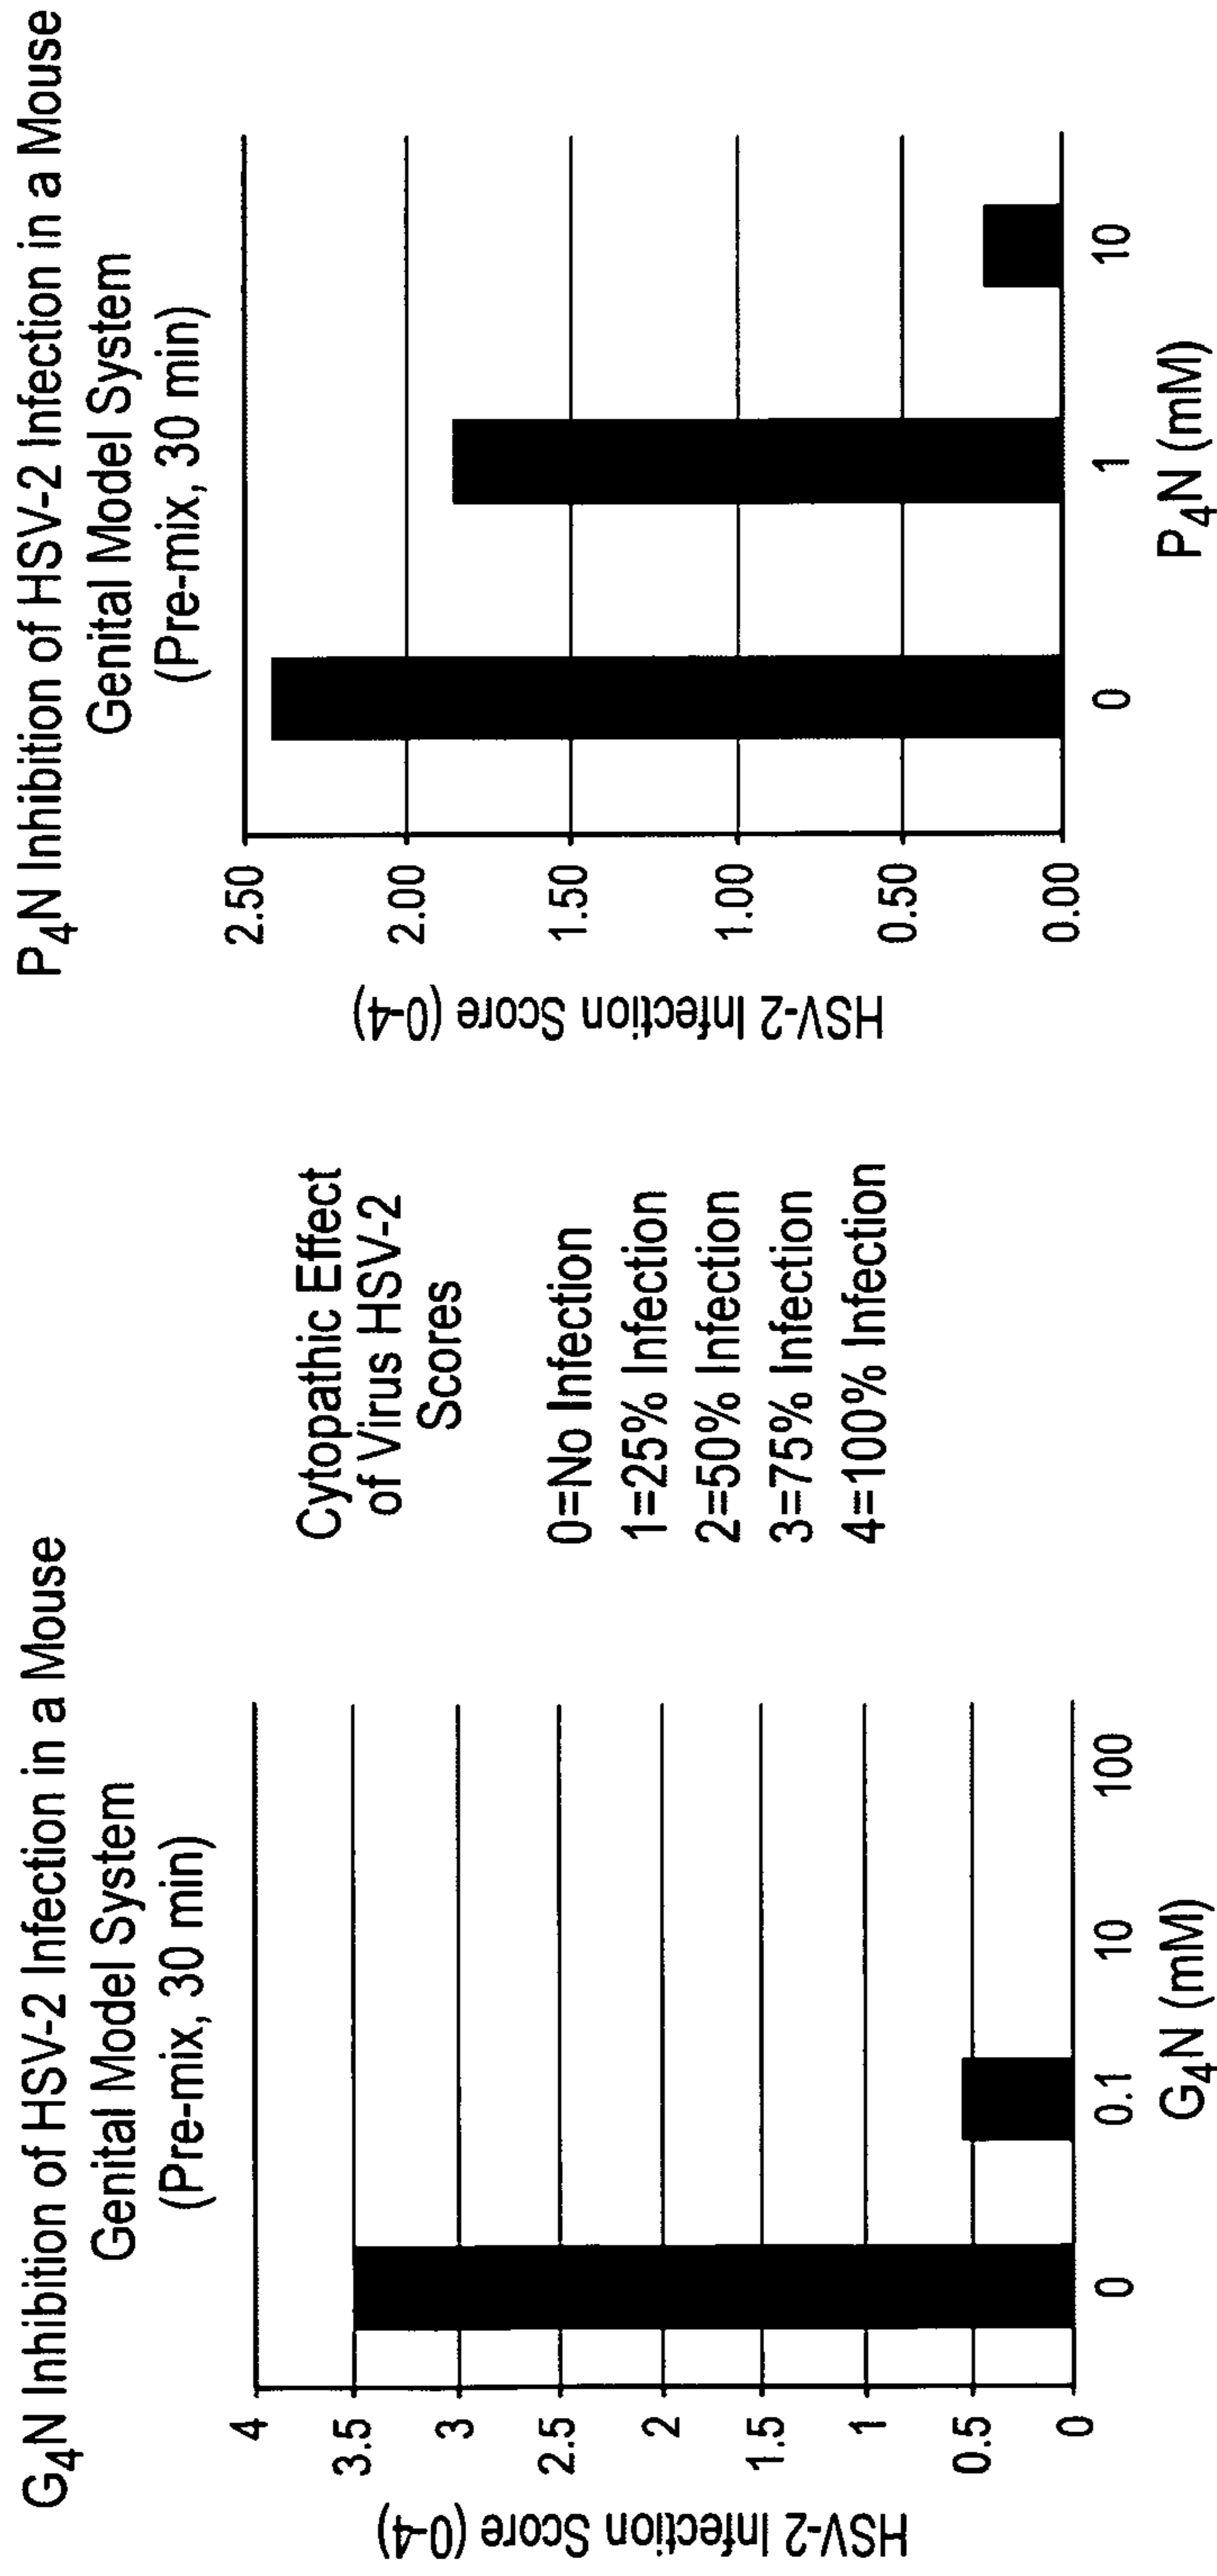 G4N Inhibition of HSV-2 Infection in a Mouse
Genital Model System
(Pre-mix, 30 min)
HSV-2 Infection Score (0-4)
4
3.5
3
2.5
2
1.5
1
0.5
0
0 0.1 10 100
G4N (mM)
Cytopathic Effect
of Virus HSV-2
Scores
0=No Infection
1=25% Infection
2=50% Infection
3=75% Infection
4=100% Infection
P4N Inhibition of HSV-2 Infection in a Mouse
Genital Model System
(Pre-mix, 30 min)
HSV-2 Infection Score (0-4)
2.50
2.00
1.50
1.00
0.50
0.00
0 1 10
P4N (mM)